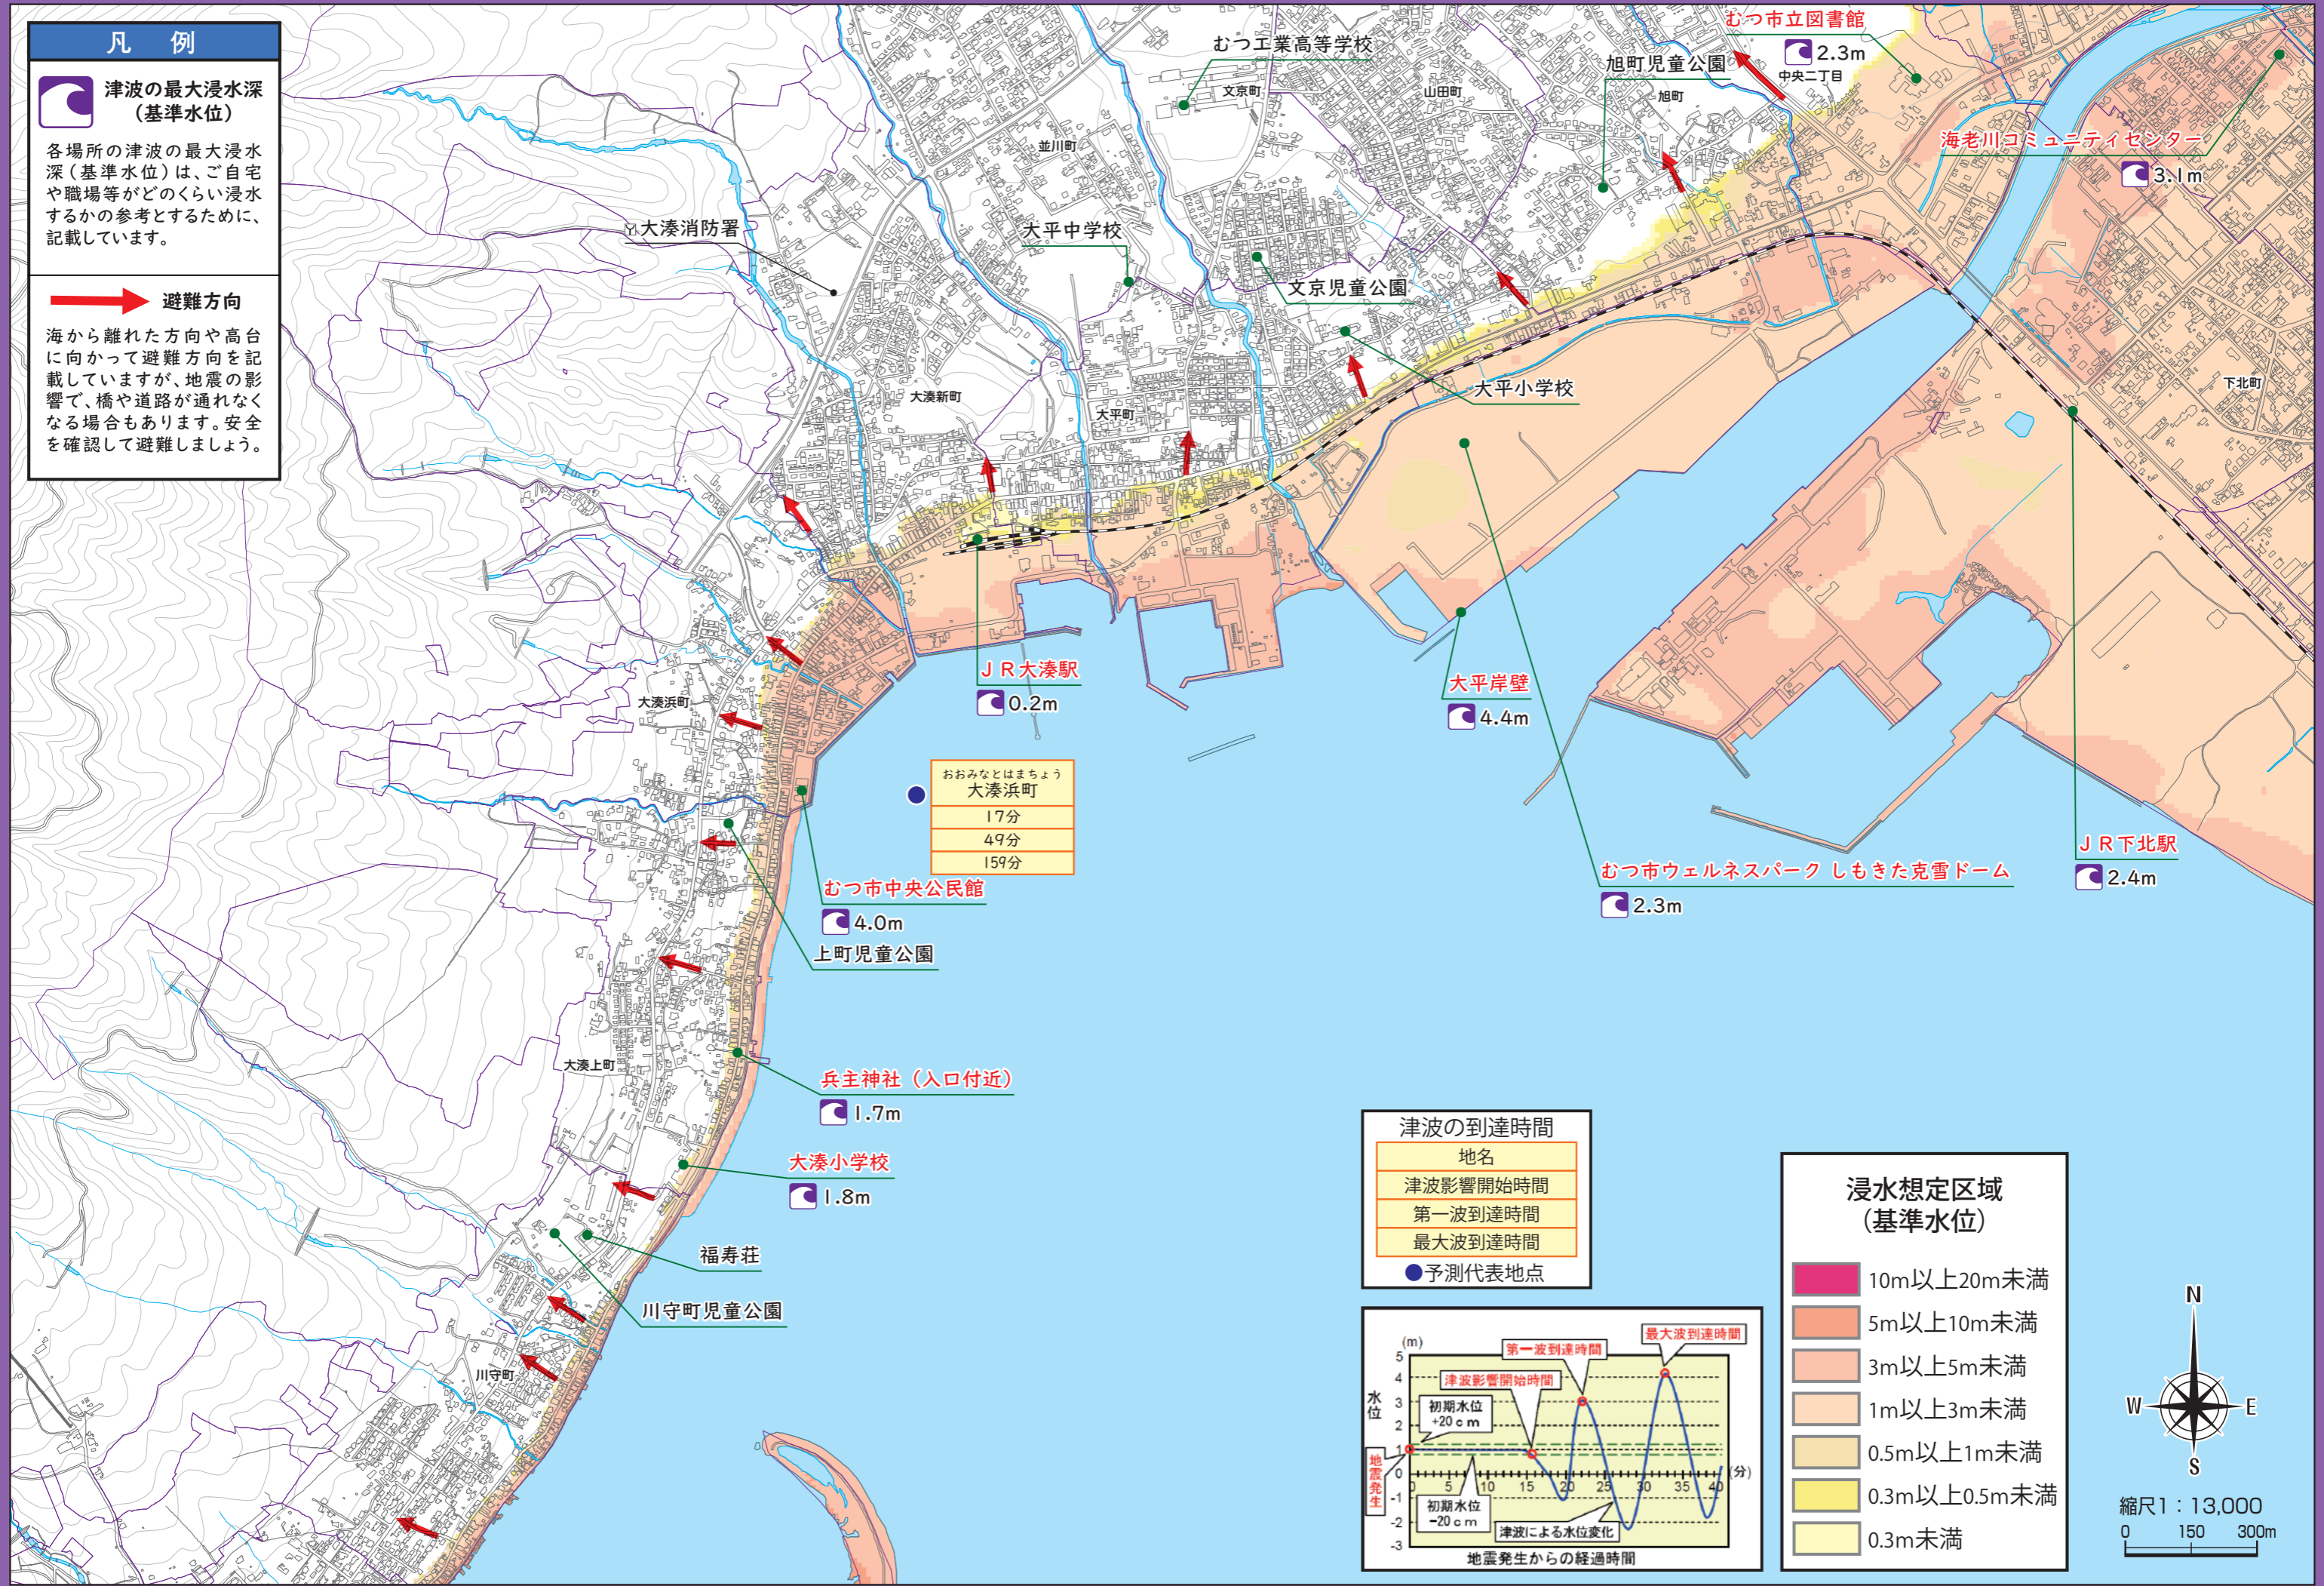 凡 例
津波の最大浸水深
（基準水位）
各場所の津波の最大浸水
深（基準水位）は、ご自宅
や職場等がどのくらい浸水
するかの参考とするために、
記載しています。
避難方向
海から離れた方向や高台
に向かって避難方向を記
載していますが、地震の影
響で、橋や道路が通れなく
なる場合もあります。安全
を確認して避難しましょう。
むつ市立図書館
2.3m
中央二丁目
むつ工業高等学校
文京町
旭町児童公園
旭町
山田町
並川町
海老川コミュニティセンター
3.1m
大湊消防署
大平中学校
文京児童公園
大平小学校
下北町
大湊新町
大平町
JR大湊駅
0.2m
大平岸壁
4.4m
大湊浜町
おおみなとはまちょう
大湊浜町
17分
49分
159分
むつ市中央公民館
4.0m
上町児童公園
むつ市ウェルネスパーク しもきた克雪ドーム
2.3m
JR下北駅
2.4m
大湊上町
兵主神社（入口付近）
1.7m
大湊小学校
1.8m
福寿荘
川守町児童公園
川守町
津波の到達時間
地名
津波影響開始時間
第一波到達時間
最大波到達時間
●予測代表地点
最大波到達時間
第一波到達時間
津波影響開始時間
(m)
水位
5
4
3
2
1
0
-1
-2
-3
初期水位
+20cm
地震発生
初期水位
-20cm
0 5 10 15 20 25 30 35 40
(分)
津波による水位変化
地震発生からの経過時間
浸水想定区域
（基準水位）
10m以上20m未満
5m以上10m未満
3m以上5m未満
1m以上3m未満
0.5m以上1m未満
0.3m以上0.5m未満
0.3m未満
N
W E
S
縮尺1：13,000
0 150 300m